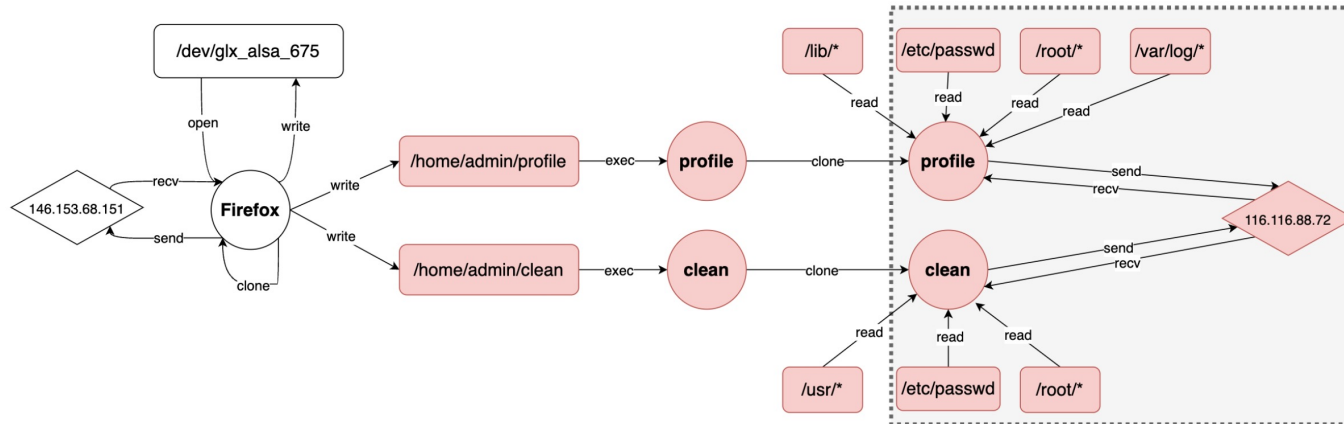 /dev/glx_alsa_675
/lib/*
/etc/passwd
/root/*
/var/log/*
read
read
read
read
open
write
/home/admin/profile
exec
profile
clone
profile
send
recv
146.153.68.151
recv
send
Firefox
clone
write
write
116.116.88.72
/home/admin/clean
exec
clean
clone
clean
send
recv
read
read
read
/usr/*
/etc/passwd
/root/*